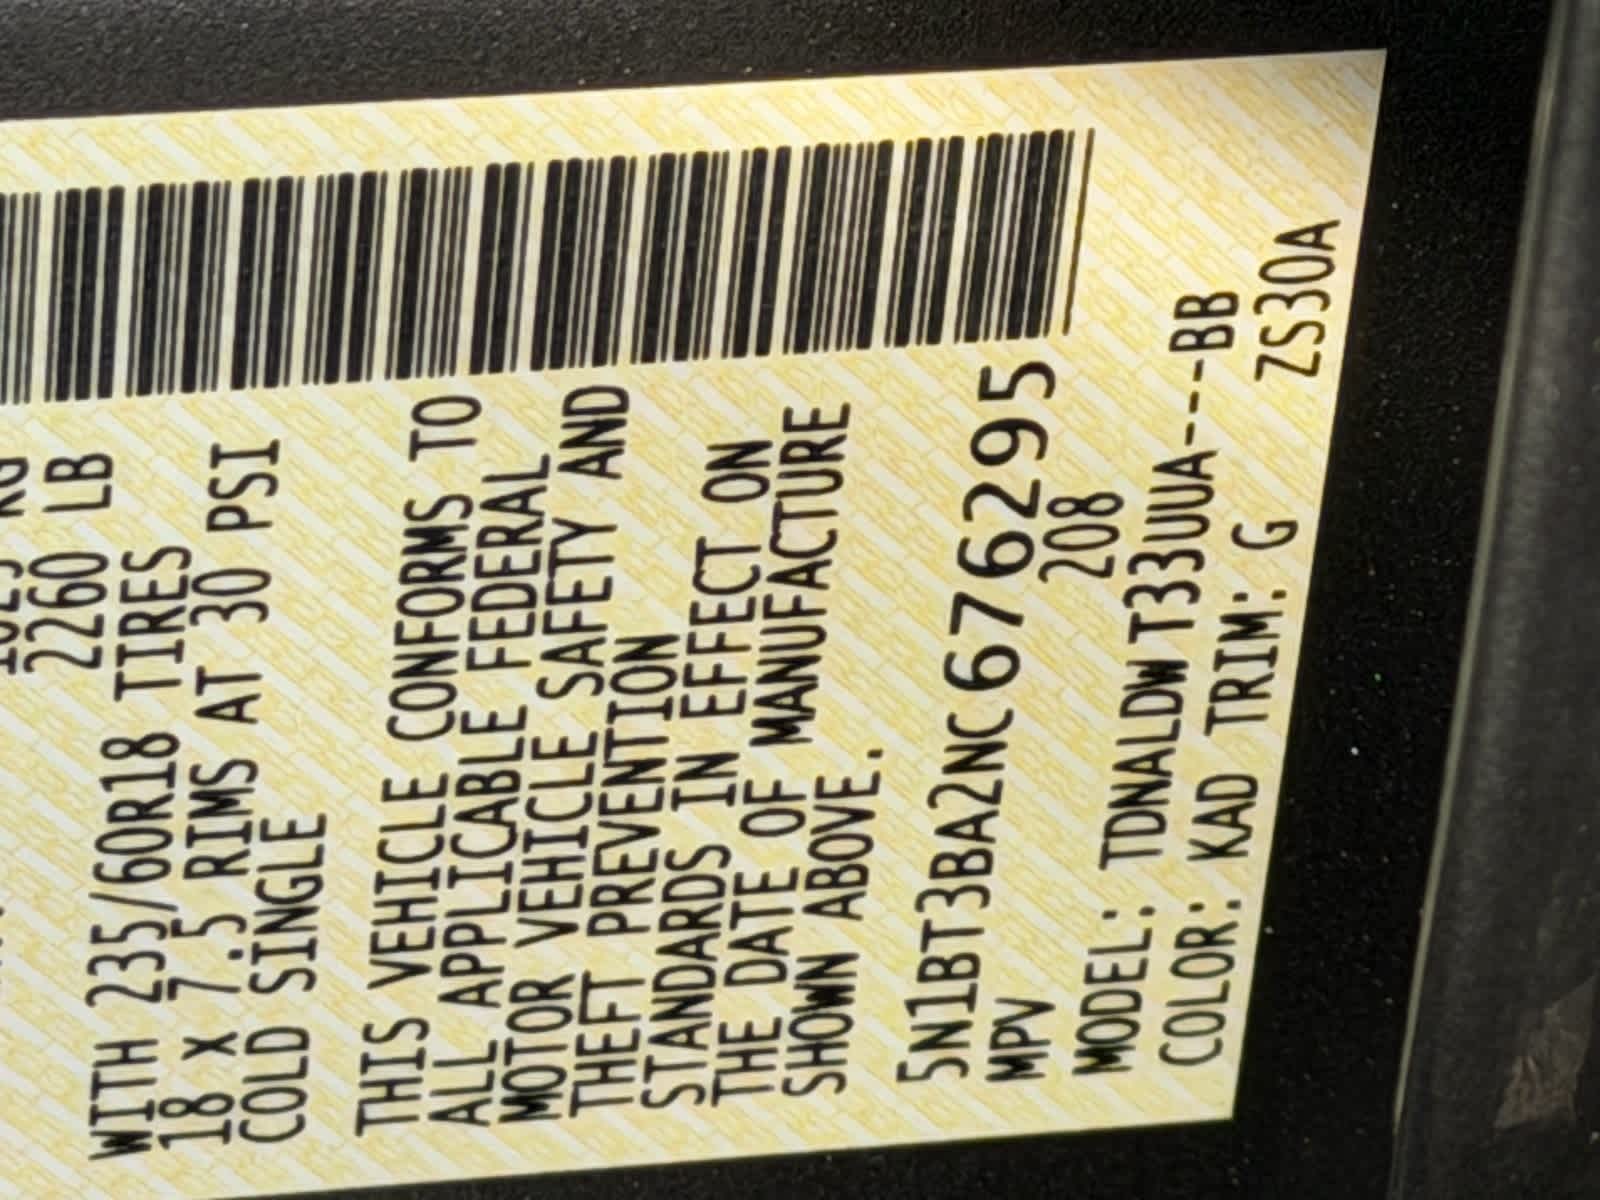 2260 LB
WITH 235/60R18 TIRES
18 X 7.5 RIMS AT 30 PSI
COLD SINGLE
THIS VEHICLE CONFORMS TO
ALL APPLICABLE FEDERAL
MOTOR VEHICLE SAFETY AND
THEFT PREVENTION
STANDARDS IN EFFECT ON
THE DATE OF MANUFACTURE
SHOWN ABOVE.
5N1BT3BA2NC676295
MPV 208
MODEL: TDNALDW T33UUA---BB
COLOR: KAD TRIM: G ZS30A